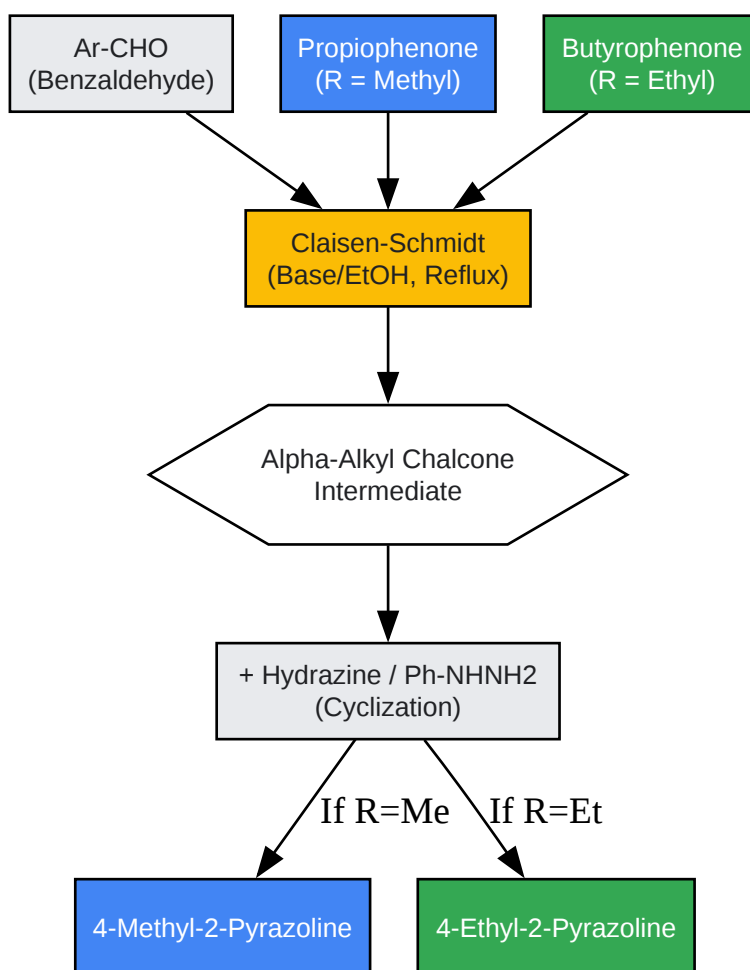 Ar-CHO
(Benzaldehyde)
Propiophenone
(R = Methyl)
Butyrophenone
(R = Ethyl)
Claisen-Schmidt
(Base/EtOH, Reflux)
Alpha-Alkyl Chalcone
Intermediate
+ Hydrazine / Ph-NHNH2
(Cyclization)
If R=Me
If R=Et
4-Methyl-2-Pyrazoline
4-Ethyl-2-Pyrazoline